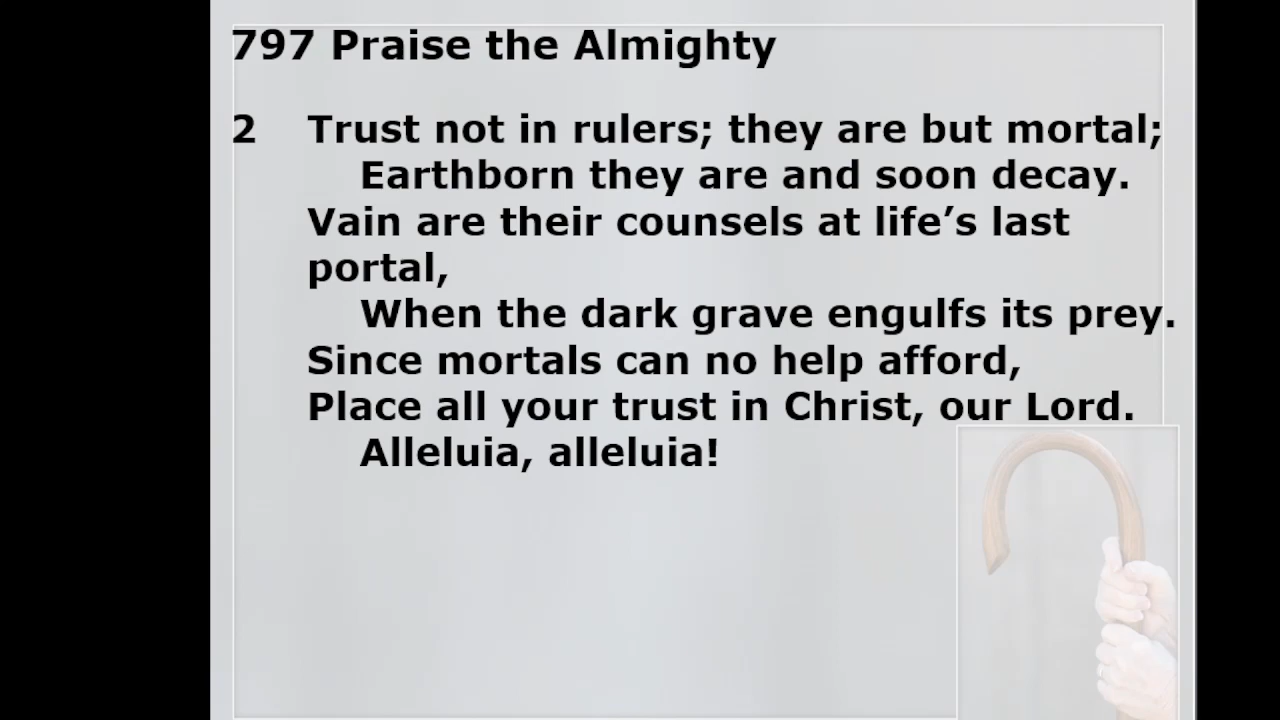 797 Praise the Almighty
2 Trust not in rulers; they are but mortal;
Earthborn they are and soon decay.
Vain are their counsels at life’s last
portal,
When the dark grave engulfs its prey.
Since mortals can no help afford,
Place all your trust in Christ, our Lord.
Alleluia, alleluia!